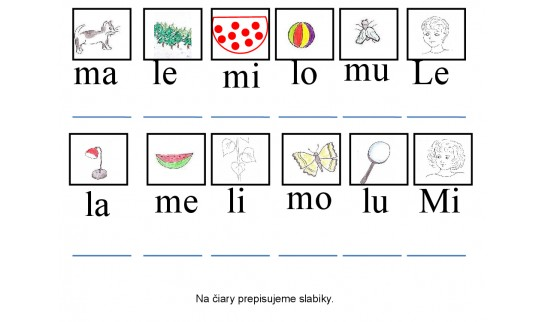 ma le mi lo mu Le
la me li mo lu Mi
Na čiary prepisujeme slabiky.